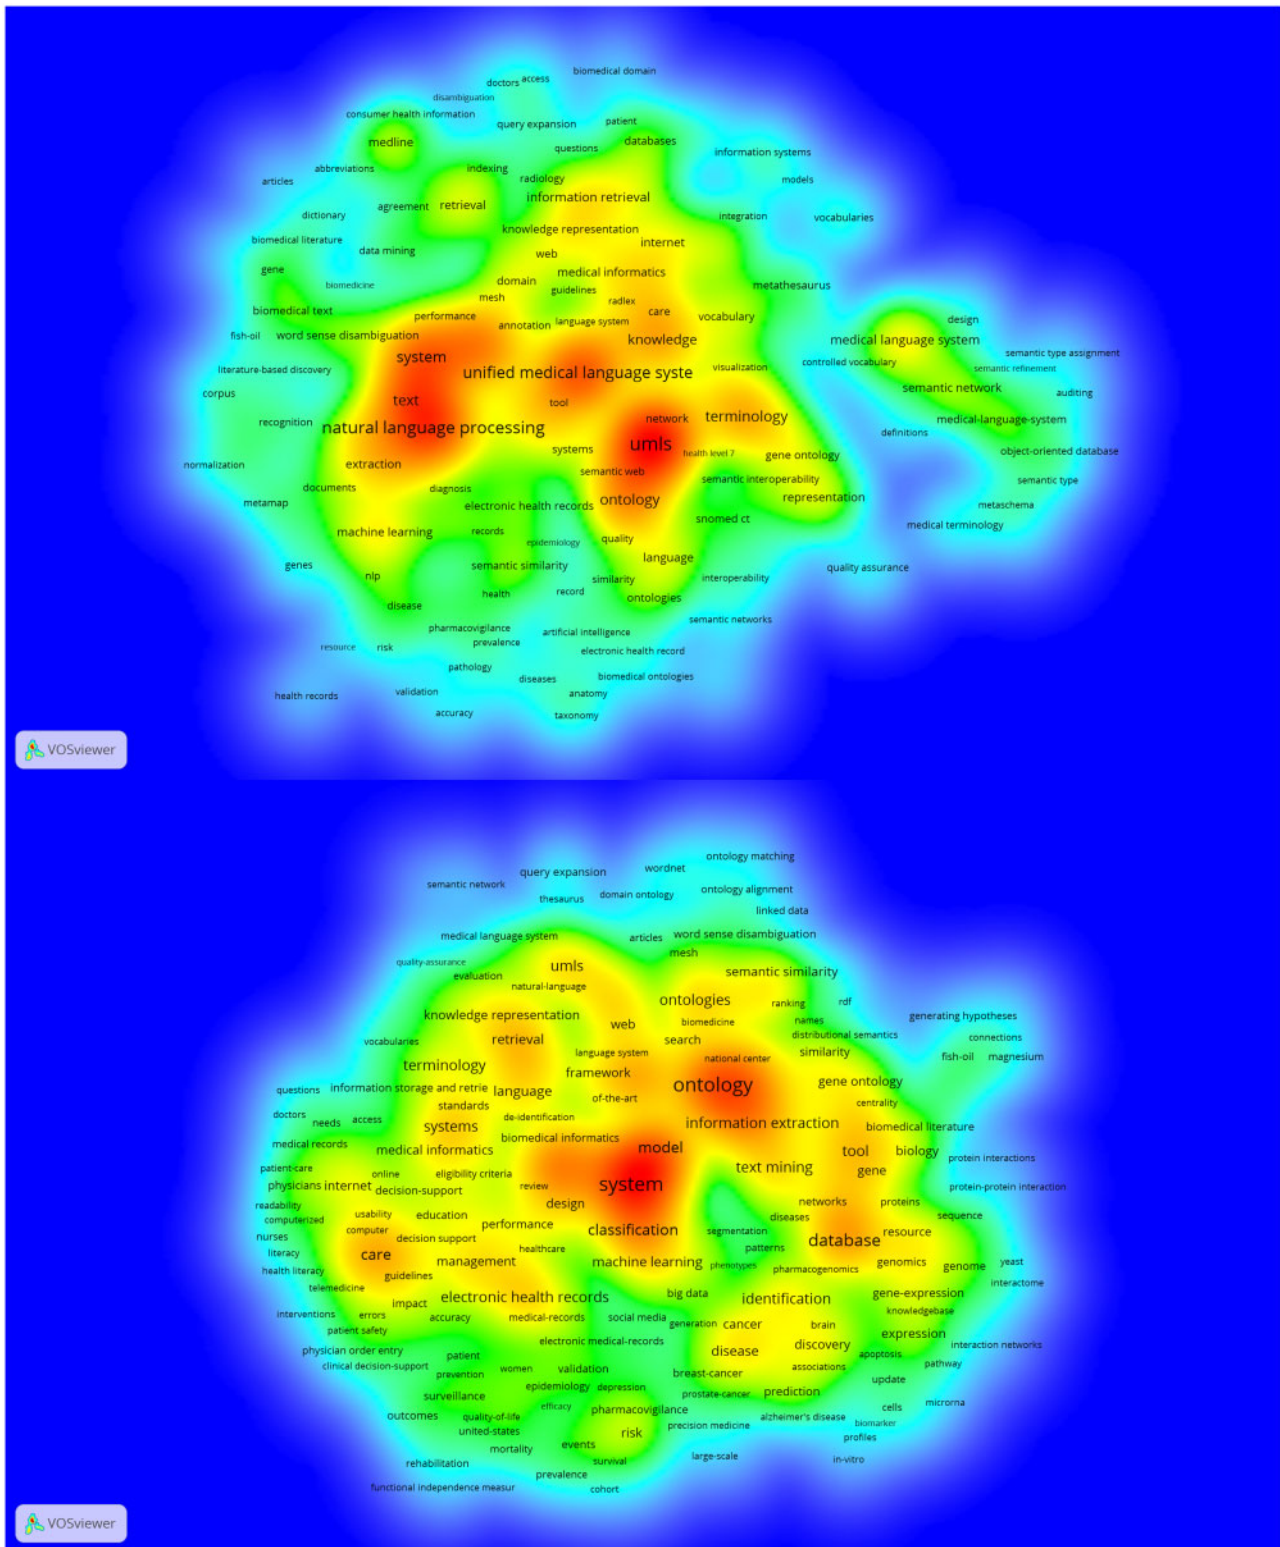 biomedical domain
doctors access
disambiguation
consumer health information
query expansion
patient
medline
databases
questions
information systems
abbreviations
indexing
radiology
models
articles
information retrieval
agreement
retrieval
dictionary
integration
vocabularies
knowledge representation
biomedical literature
internet
data mining
web
gene
medical informatics
domain
biomedicine
guidelines
metathesaurus
mesh
radlex
biomedical text
care
performance
vocabulary
annotation
language system
design
fish-oil
word sense disambiguation
knowledge
medical language system
system
semantic type assignment
literature-based discovery
unified medical language syste
visualization
controlled vocabulary
semantic refinement
corpus
text
tool
semantic network
auditing
recognition
natural language processing
network
terminology
medical-language-system
definitions
umls
normalization
extraction
systems
health level 7
gene ontology
object-oriented database
semantic web
semantic interoperability
semantic type
documents
diagnosis
ontology
representation
metamap
electronic health records
metaschema
snomed ct
medical terminology
machine learning
records
epidemiology
quality
genes
nlp
semantic similarity
language
quality assurance
similarity
interoperability
disease
health
record
ontologies
semantic networks
pharmacovigilance
artificial intelligence
resource
risk
prevalence
electronic health record
pathology
diseases
biomedical ontologies
health records
validation
anatomy
accuracy
taxonomy
VOSviewer
ontology matching
query expansion
wordnet
semantic network
thesaurus
domain ontology
ontology alignment
linked data
medical language system
articles
word sense disambiguation
mesh
quality-assurance
umls
evaluation
semantic similarity
natural-language
ontologies
ranking
rdf
knowledge representation
web
biomedicine
names
generating hypotheses
vocabularies
retrieval
search
distributional semantics
connections
language system
national center
similarity
fish-oil
magnesium
terminology
framework
ontology
gene ontology
questions
information storage and retrie
language
of-the-art
centrality
doctors
needs
access
standards
de-identification
systems
information extraction
biomedical literature
medical records
medical informatics
biomedical informatics
model
tool
biology
protein interactions
patient-care
online
eligibility criteria
text mining
gene
physicians
internet
decision-support
review
system
protein-protein interaction
readability
design
networks
proteins
computerized
usability
education
performance
classification
segmentation
diseases
sequence
nurses
computer
decision support
database
resource
literacy
care
healthcare
patterns
health literacy
guidelines
management
machine learning
phenotypes
pharmacogenomics
genomics
genome
yeast
telemedicine
interactome
impact
electronic health records
big data
identification
gene-expression
interventions
errors
accuracy
medical-records
social media
generation
cancer
brain
knowledgebase
patient safety
electronic medical-records
expression
physician order entry
patient
disease
discovery
interaction networks
clinical decision-support
prevention
women
validation
breast-cancer
associations
apoptosis
pathway
surveillance
epidemiology
depression
prostate-cancer
prediction
update
outcomes
quality-of-life
efficacy
pharmacovigilance
precision medicine
alzheimer's disease
cells
microrna
united-states
risk
biomarker
mortality
events
profiles
rehabilitation
survival
large-scale
in-vitro
prevalence
functional independence measur
cohort
VOSviewer